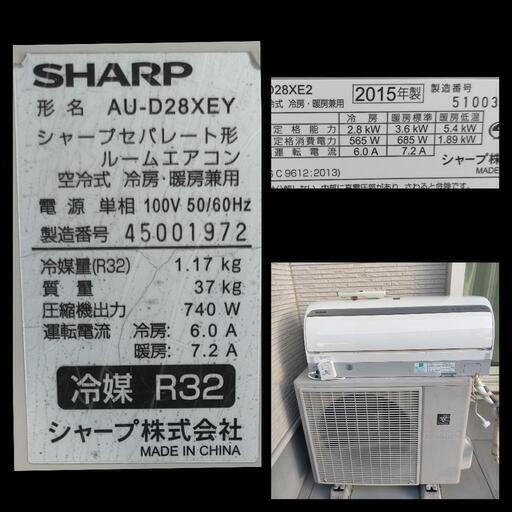 SHARP
形名 AU-D28XEY
シャープセパレート形
ルームエアコン
空冷式 冷房・暖房兼用
電源 単相 100V 50/60Hz
製造番号 45001972
冷媒量(R32) 1.17 kg
質量 37 kg
圧縮機出力 740 W
運転電流 冷房: 6.0 A
暖房: 7.2 A
冷媒 R32
シャープ株式会社
MADE IN CHINA
D28XE2
冷式 冷房・暖房兼用 2015年製 製造番号
51003
冷房 暖房標準 暖房低温
定格能力 2.8 kW 3.6 kW 5.4 kW
定格消費電力 565 W 685 W 1.89 kW
運転電流 6.0 A 7.2 A
シャープ株
S C 9612:2013)
MADE